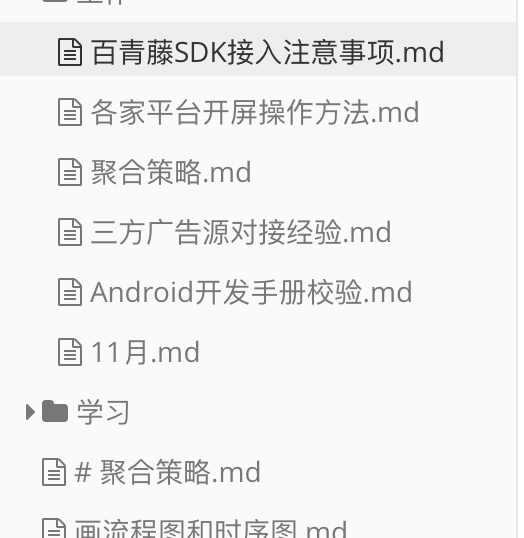 工作
百青藤SDK接入注意事项.md
各家平台开屏操作方法.md
聚合策略.md
三方广告源对接经验.md
Android开发手册校验.md
11月.md
学习
# 聚合策略.md
画流程图和时序图.md